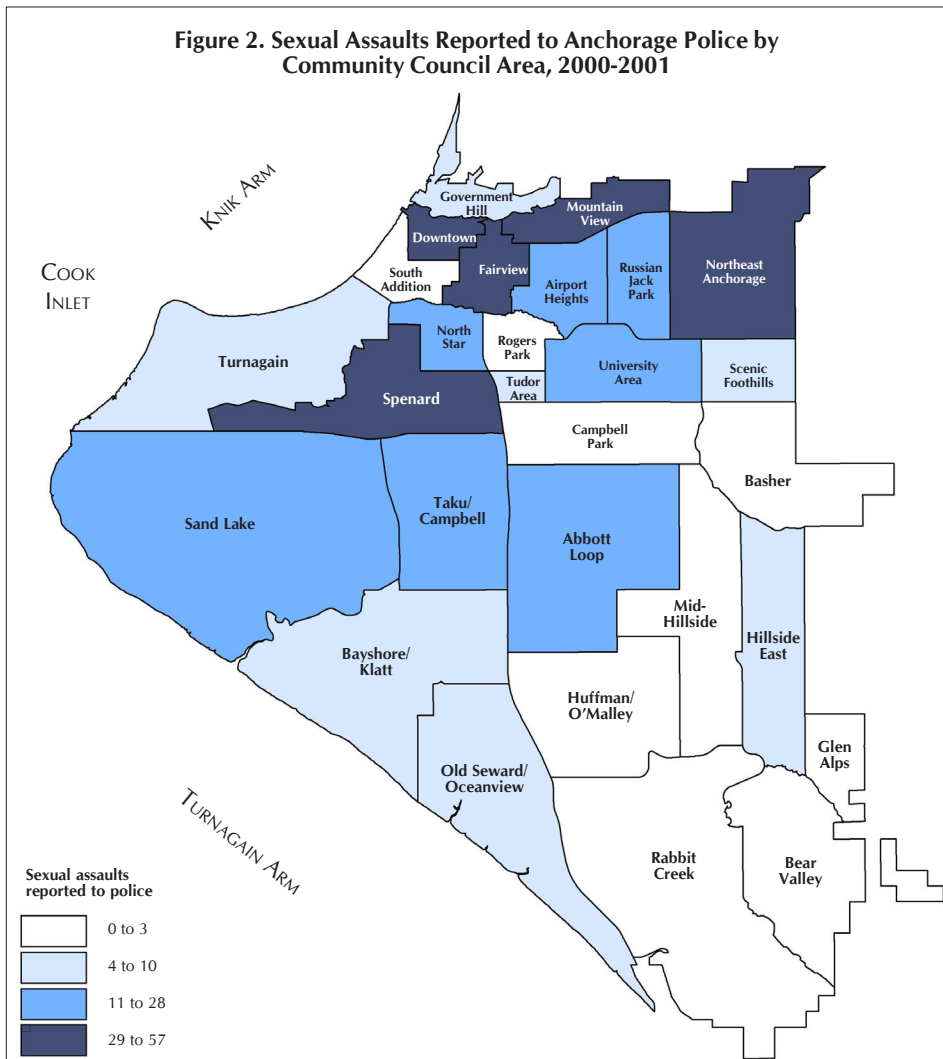 Figure 2. Sexual Assaults Reported to Anchorage Police by
Community Council Area, 2000-2001
Knik Arm
Cook
Inlet
Government
Hill
Mountain
View
Downtown
Fairview
South
Addition
Airport
Heights
Russian
Jack
Park
Northeast
Anchorage
North
Star
Rogers
Park
Turnagain
University
Area
Scenic
Foothills
Tudor
Area
Spenard
Campbell
Park
Basher
Sand Lake
Taku/
Campbell
Abbott
Loop
Mid-
Hillside
Hillside
East
Bayshore/
Klatt
Huffman/
O'Malley
Glen
Alps
Old Seward/
Oceanview
Turnagain Arm
Rabbit
Creek
Bear
Valley
Sexual assaults
reported to police
0 to 3
4 to 10
11 to 28
29 to 57